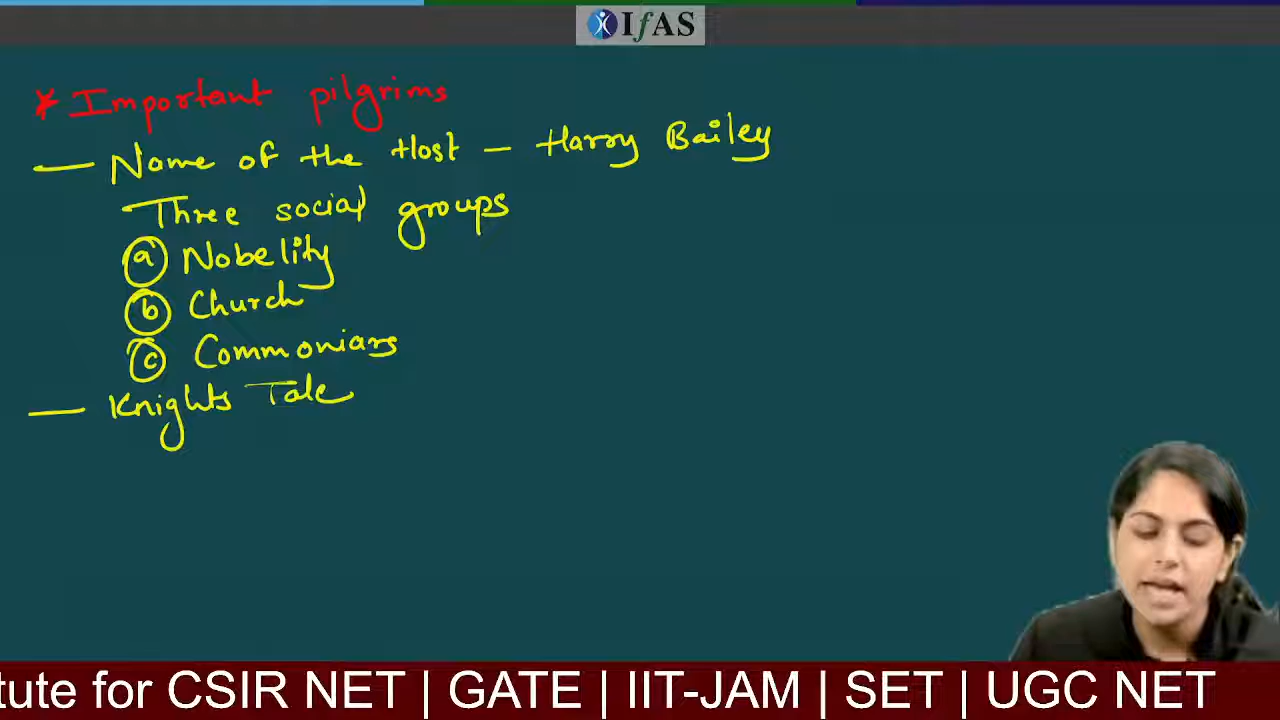 IfAS
* Important pilgrims
— Name of the Host – Harry Bailey
Three social groups
(a) Nobelity
(b) Church
(c) Commoniars
— Knights Tale
tute for CSIR NET | GATE | IIT-JAM | SET | UGC NET